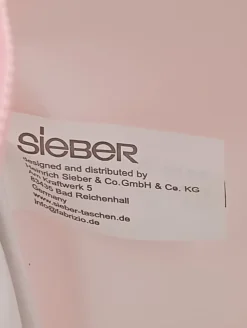 SIEBER
designed and distributed by
Heinrich Sieber & Co.GmbH & Co. KG
Am Kraftwerk 5
83435 Bad Reichenhall
Germany
www.sieber-taschen.de
info@fabrizio.de